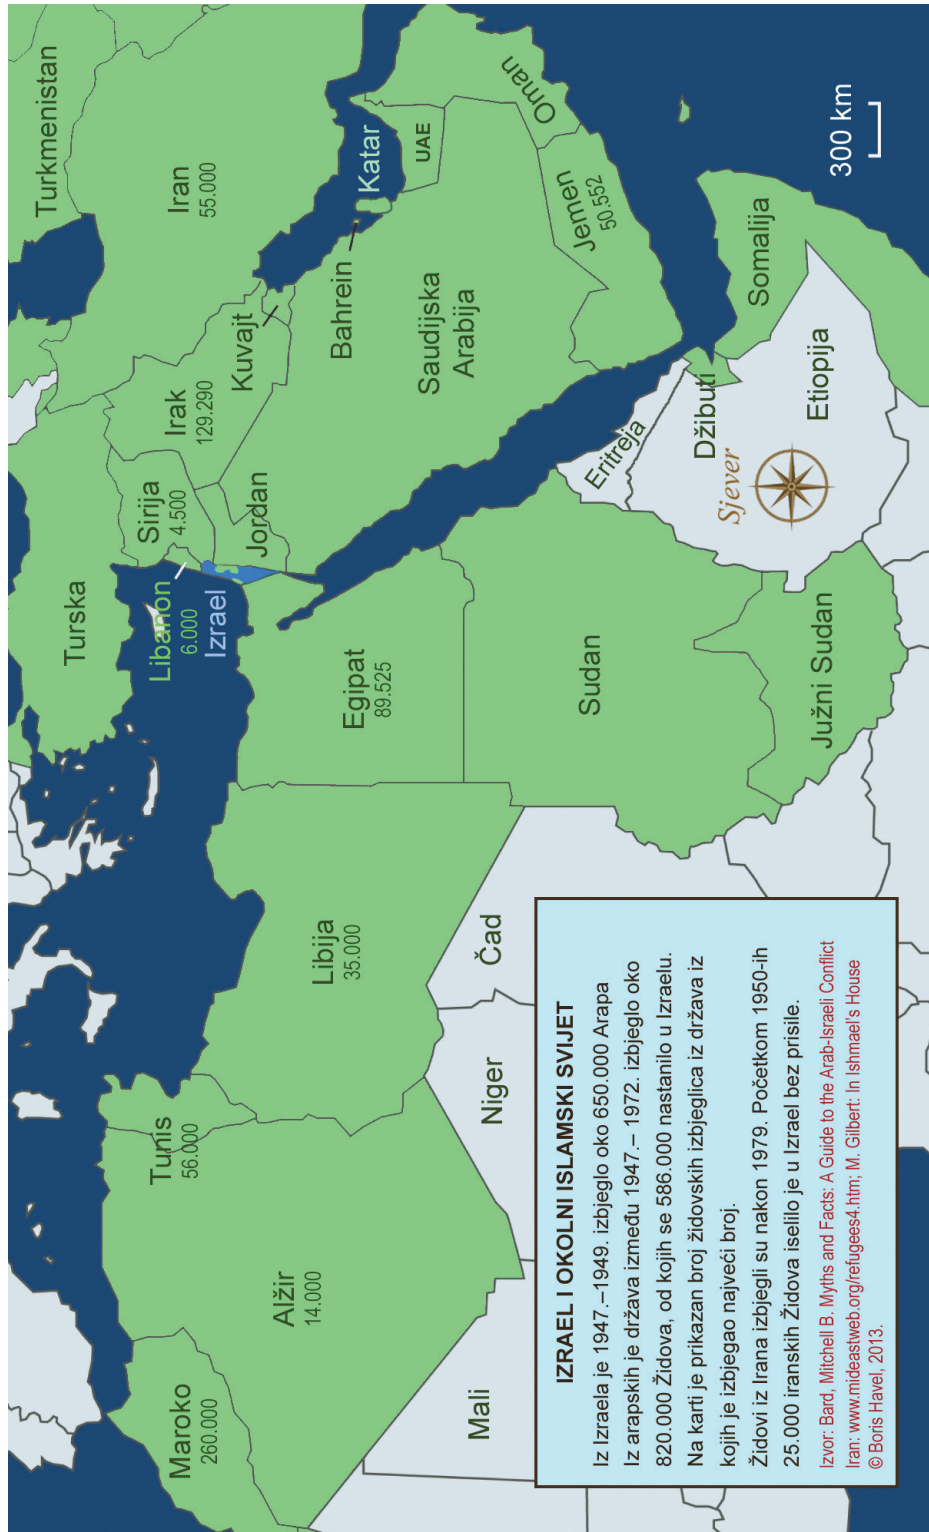 Turkmenistan
Iran
55.000
Turska
Sirija
4.500
Irak
129.290
Kuvajt
Libanon
6.000
Izrael
Jordan
Bahrein
Katar
UAE
Oman
Saudijska
Arabija
Jemen
50.552
Maroko
260.000
Alžir
14.000
Tunis
56.000
Libija
35.000
Egipat
89.525
Mali
Niger
Čad
Sudan
Južni Sudan
Eritreja
Džibuti
Etiopija
Somalija
Sjever
300 km
IZRAEL I OKOLNI ISLAMSKI SVIJET
Iz Izraela je 1947.–1949. izbjeglo oko 650.000 Arapa
Iz arapskih je država između 1947.– 1972. izbjeglo oko
820.000 Židova, od kojih se 586.000 nastanilo u Izraelu.
Na karti je prikazan broj židovskih izbjeglica iz država iz
kojih je izbjegao najveći broj.
Židovi iz Irana izbjegli su nakon 1979. Početkom 1950-ih
25.000 iranskih Židova iselilo je u Izrael bez prisile.
Izvor: Bard, Mitchell B. Myths and Facts: A Guide to the Arab-Israeli Conflict
Iran: www.mideastweb.org/refugees4.htm; M. Gilbert: In Ishmael's House
© Boris Havel, 2013.